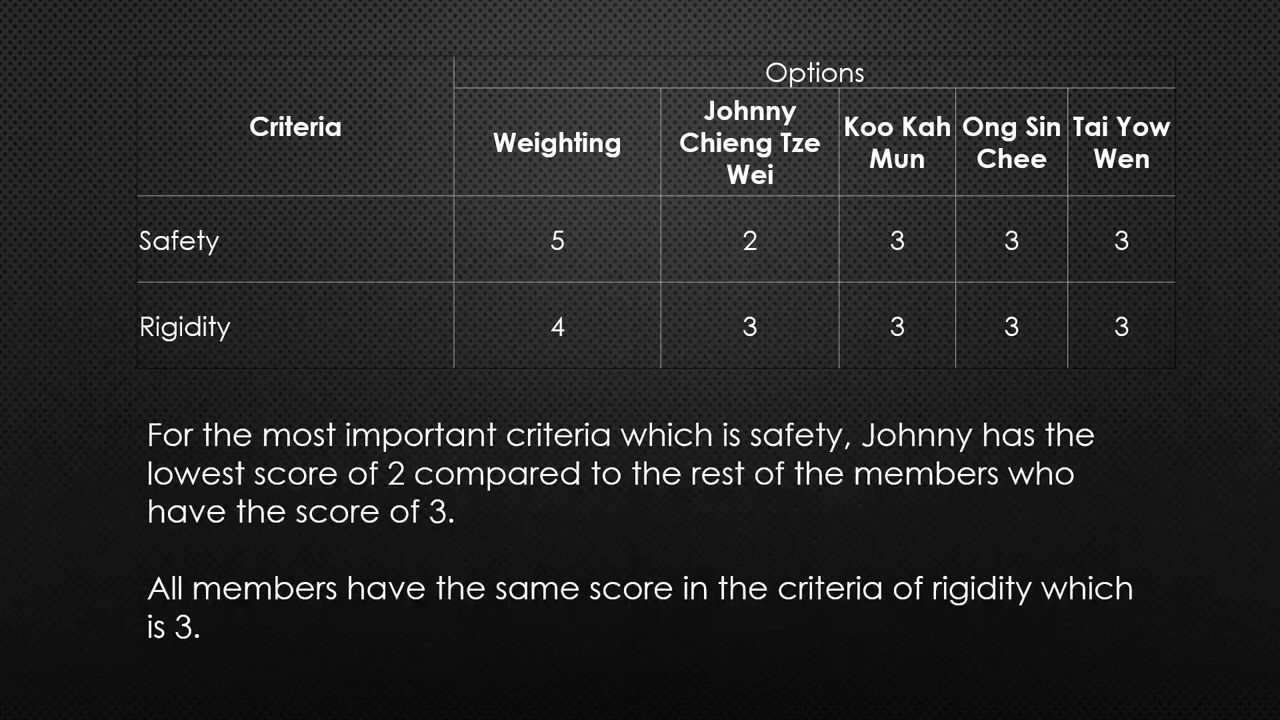 Options
Criteria
Weighting
Johnny
Chieng Tze
Wei
Koo Kah
Mun
Ong Sin
Chee
Tai Yow
Wen
Safety 5 2 3 3 3
Rigidity 4 3 3 3 3
For the most important criteria which is safety, Johnny has the
lowest score of 2 compared to the rest of the members who
have the score of 3.
All members have the same score in the criteria of rigidity which
is 3.